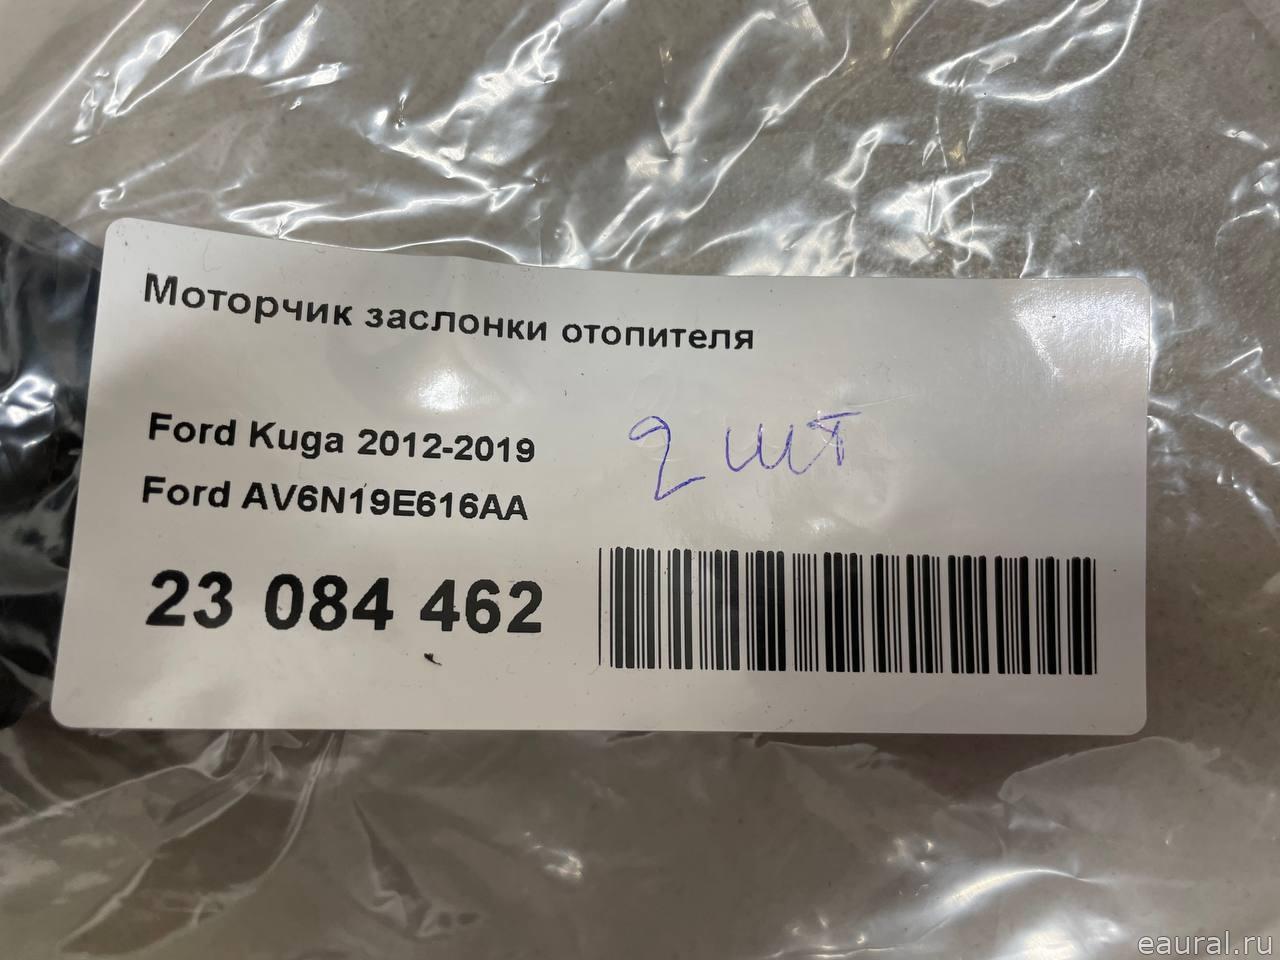 Моторчик заслонки отопителя
Ford Kuga 2012-2019
2 шт
Ford AV6N19E616AA
23 084 462
eaural.ru